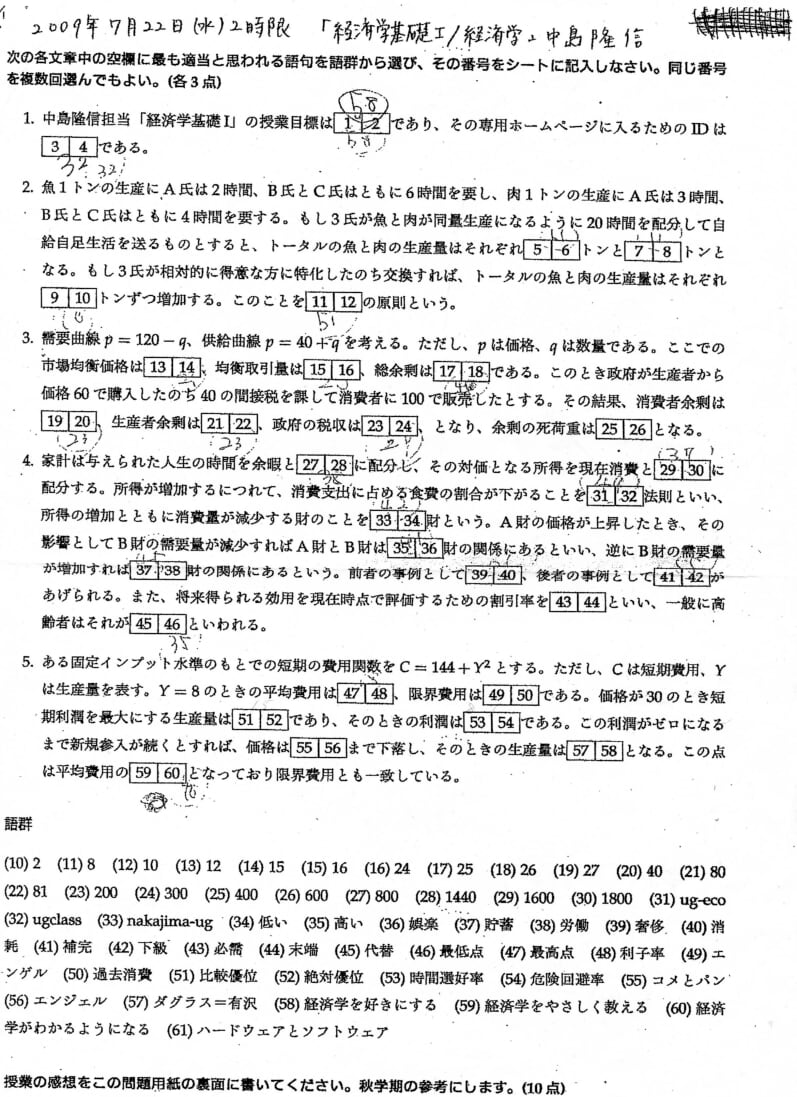 2009年7月22日(水)2時限 「経済学基礎I/経済学」中島隆信
次の各文章中の空欄に最も適当と思われる語句を語群から選び、その番号をシートに記入しなさい。同じ番号
を複数回選んでもよい。(各3点)
58
1. 中島隆信担当「経済学基礎I」の授業目標は 1 2 であり、その専用ホームページに入るためのIDは
3 4 である。
32 32
2. 魚1トンの生産にA氏は2時間、B氏とC氏はともに6時間を要し、肉1トンの生産にA氏は3時間、
B氏とC氏はともに4時間を要する。もし3氏が魚と肉が同量生産になるように20時間を配分して自
給自足生活を送るものとすると、トータルの魚と肉の生産量はそれぞれ 5 6 トンと 7 8 トンと
なる。もし3氏が相対的に得意な方に特化したのち交換すれば、トータルの魚と肉の生産量はそれぞれ
9 10 トンずつ増加する。このことを 11 12 の原則という。
10 51
3. 需要曲線 p = 120 − q、供給曲線 p = 40 + q を考える。ただし、p は価格、q は数量である。ここでの
市場均衡価格は 13 14 、均衡取引量は 15 16 、総余剰は 17 18 である。このとき政府が生産者から
価格60で購入したのち40の間接税を課して消費者に100で販売したとする。その結果、消費者余剰は
19 20 、生産者余剰は 21 22 、政府の税収は 23 24 、となり、余剰の死荷重は 25 26 となる。
(23) 23 (37)
4. 家計は与えられた人生の時間を余暇と 27 28 に配分し、その対価となる所得を現在消費と 29 30 に
配分する。所得が増加するにつれて、消費支出に占める食費の割合が下がることを 31 32 法則といい、
所得の増加とともに消費量が減少する財のことを 33 34 財という。A財の価格が上昇したとき、その
影響としてB財の需要量が減少すればA財とB財は 35 36 財の関係にあるといい、逆にB財の需要量
が増加すれば 37 38 財の関係にあるという。前者の事例として 39 40 、後者の事例として 41 42 が
あげられる。また、将来得られる効用を現在時点で評価するための割引率を 43 44 といい、一般に高
齢者はそれが 45 46 といわれる。
35
5. ある固定インプット水準のもとでの短期の費用関数を C = 144 + Y² とする。ただし、C は短期費用、Y
は生産量を表す。Y = 8 のときの平均費用は 47 48 、限界費用は 49 50 である。価格が30のとき短
期利潤を最大にする生産量は 51 52 であり、そのときの利潤は 53 54 である。この利潤がゼロになる
まで新規参入が続くとすれば、価格は 55 56 まで下落し、そのときの生産量は 57 58 となる。この点
は平均費用の 59 60 となっており限界費用とも一致している。
語群
(10) 2 (11) 8 (12) 10 (13) 12 (14) 15 (15) 16 (16) 24 (17) 25 (18) 26 (19) 27 (20) 40 (21) 80
(22) 81 (23) 200 (24) 300 (25) 400 (26) 600 (27) 800 (28) 1440 (29) 1600 (30) 1800 (31) ug-eco
(32) ugclass (33) nakajima-ug (34) 低い (35) 高い (36) 娯楽 (37) 貯蓄 (38) 労働 (39) 奢侈 (40) 消
耗 (41) 補完 (42) 下級 (43) 必需 (44) 末端 (45) 代替 (46) 最低点 (47) 最高点 (48) 利子率 (49) エ
ンゲル (50) 過去消費 (51) 比較優位 (52) 絶対優位 (53) 時間選好率 (54) 危険回避率 (55) コメとパン
(56) エンジェル (57) ダグラス=有沢 (58) 経済学を好きにする (59) 経済学をやさしく教える (60) 経済
学がわかるようになる (61) ハードウェアとソフトウェア
授業の感想をこの問題用紙の裏面に書いてください。秋学期の参考にします。(10点)